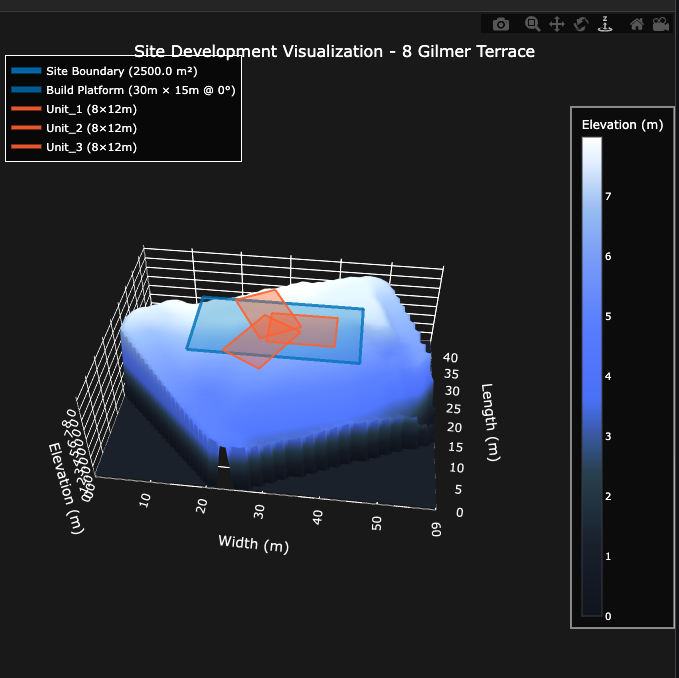 Site Development Visualization - 8 Gilmer Terrace
Site Boundary (2500.0 m²)
Build Platform (30m × 15m @ 0°)
Unit_1 (8×12m)
Unit_2 (8×12m)
Unit_3 (8×12m)
Elevation (m)
7
6
5
4
3
2
1
0
40
35
30
25
20
15
10
5
0
Length (m)
10
20
30
40
50
60
Width (m)
Elevation (m)